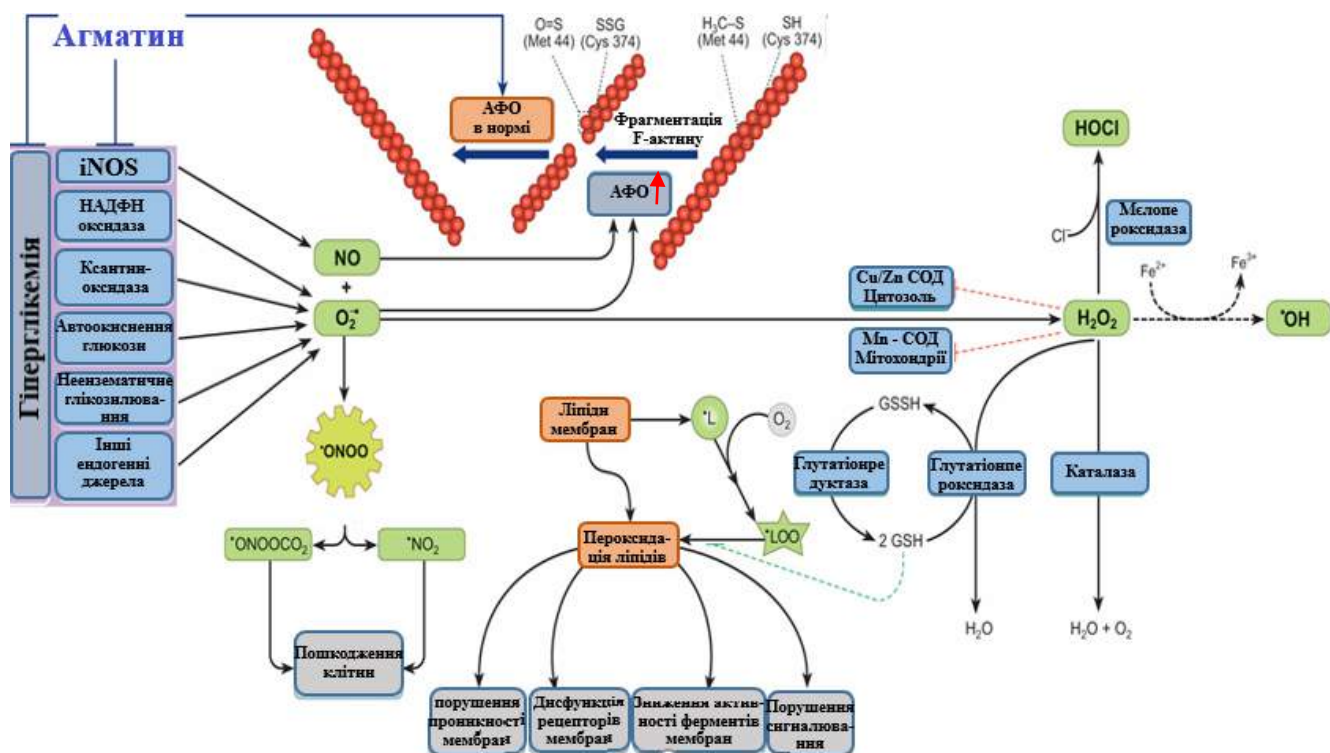 Агматин
O=S
(Met 44)
SSG
(Cys 374)
H₃C–S
(Met 44)
SH
(Cys 374)
АФО
в нормі
Фрагментація
F-актину
АФО
HOCl
Мєлопе
роксидаза
Cl⁻
Гіперглікемія
iNOS
НАДФН
оксидаза
Ксантин-
оксидаза
Автоокиснення
глюкози
Неензематичне
глікозилюва-
ння
Інші
ендогенні
джерела
NO
+
O₂⁻•
Cu/Zn СОД
Цитозоль
Mn - СОД
Мітохондрії
H₂O₂
Fe²⁺
Fe³⁺
•OH
•ONOO
Ліпіди
мембран
•L
O₂
GSSH
Глутатіонре
дуктаза
Глутатіонпе
роксидаза
Каталаза
2 GSH
•ONOOCO₂
•NO₂
Пероксида-
ція ліпідів
•LOO
H₂O
H₂O + O₂
Пошкодження
клітин
порушення
проникності
мембран
Дисфункція
рецепторів
мембран
Зниження актив-
ності ферментів
мембран
Порушення
сигналюва-
ння